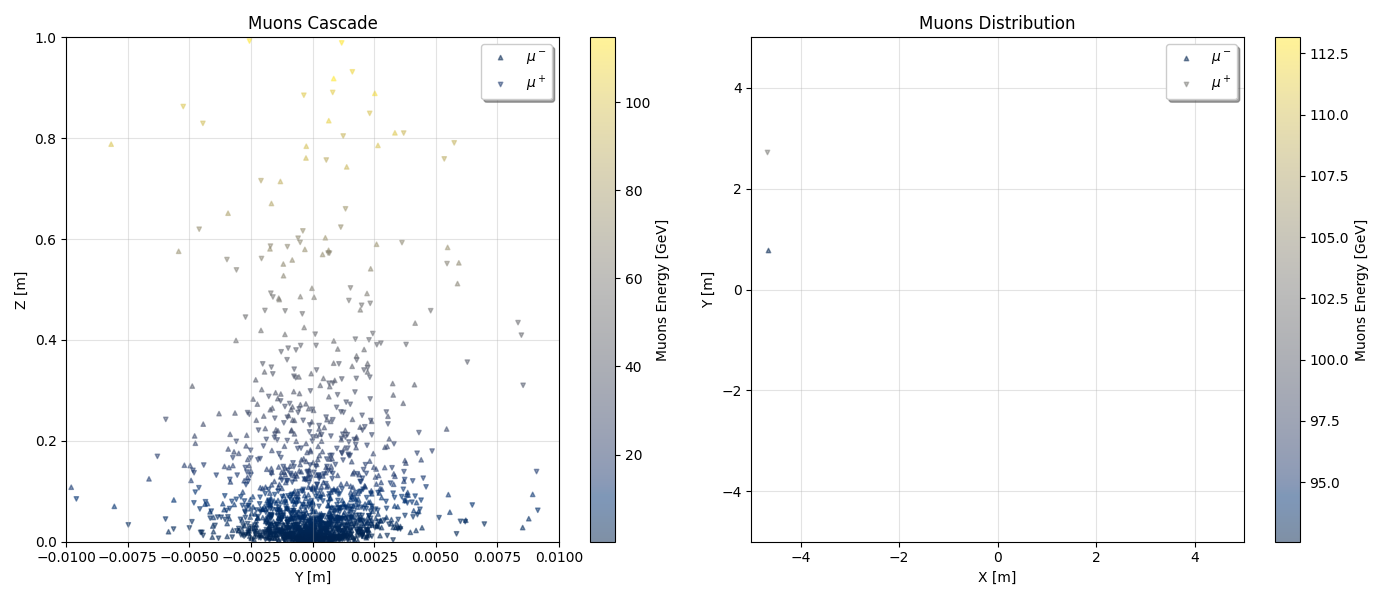 Muons Cascade
μ⁻
μ⁺
1.0
0.8
0.6
0.4
0.2
0.0
Z [m]
−0.0100 −0.0075 −0.0050 −0.0025 0.0000 0.0025 0.0050 0.0075 0.0100
Y [m]
100
80
60
40
20
Muons Energy [GeV]
Muons Distribution
μ⁻
μ⁺
4
2
0
−2
−4
Y [m]
−4 −2 0 2 4
X [m]
112.5
110.0
107.5
105.0
102.5
100.0
97.5
95.0
Muons Energy [GeV]